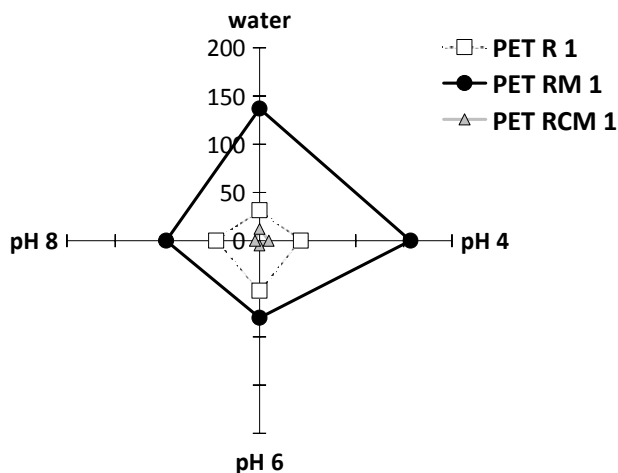 water
200
150
100
50
0
pH 8
pH 4
pH 6
PET R 1
PET RM 1
PET RCM 1